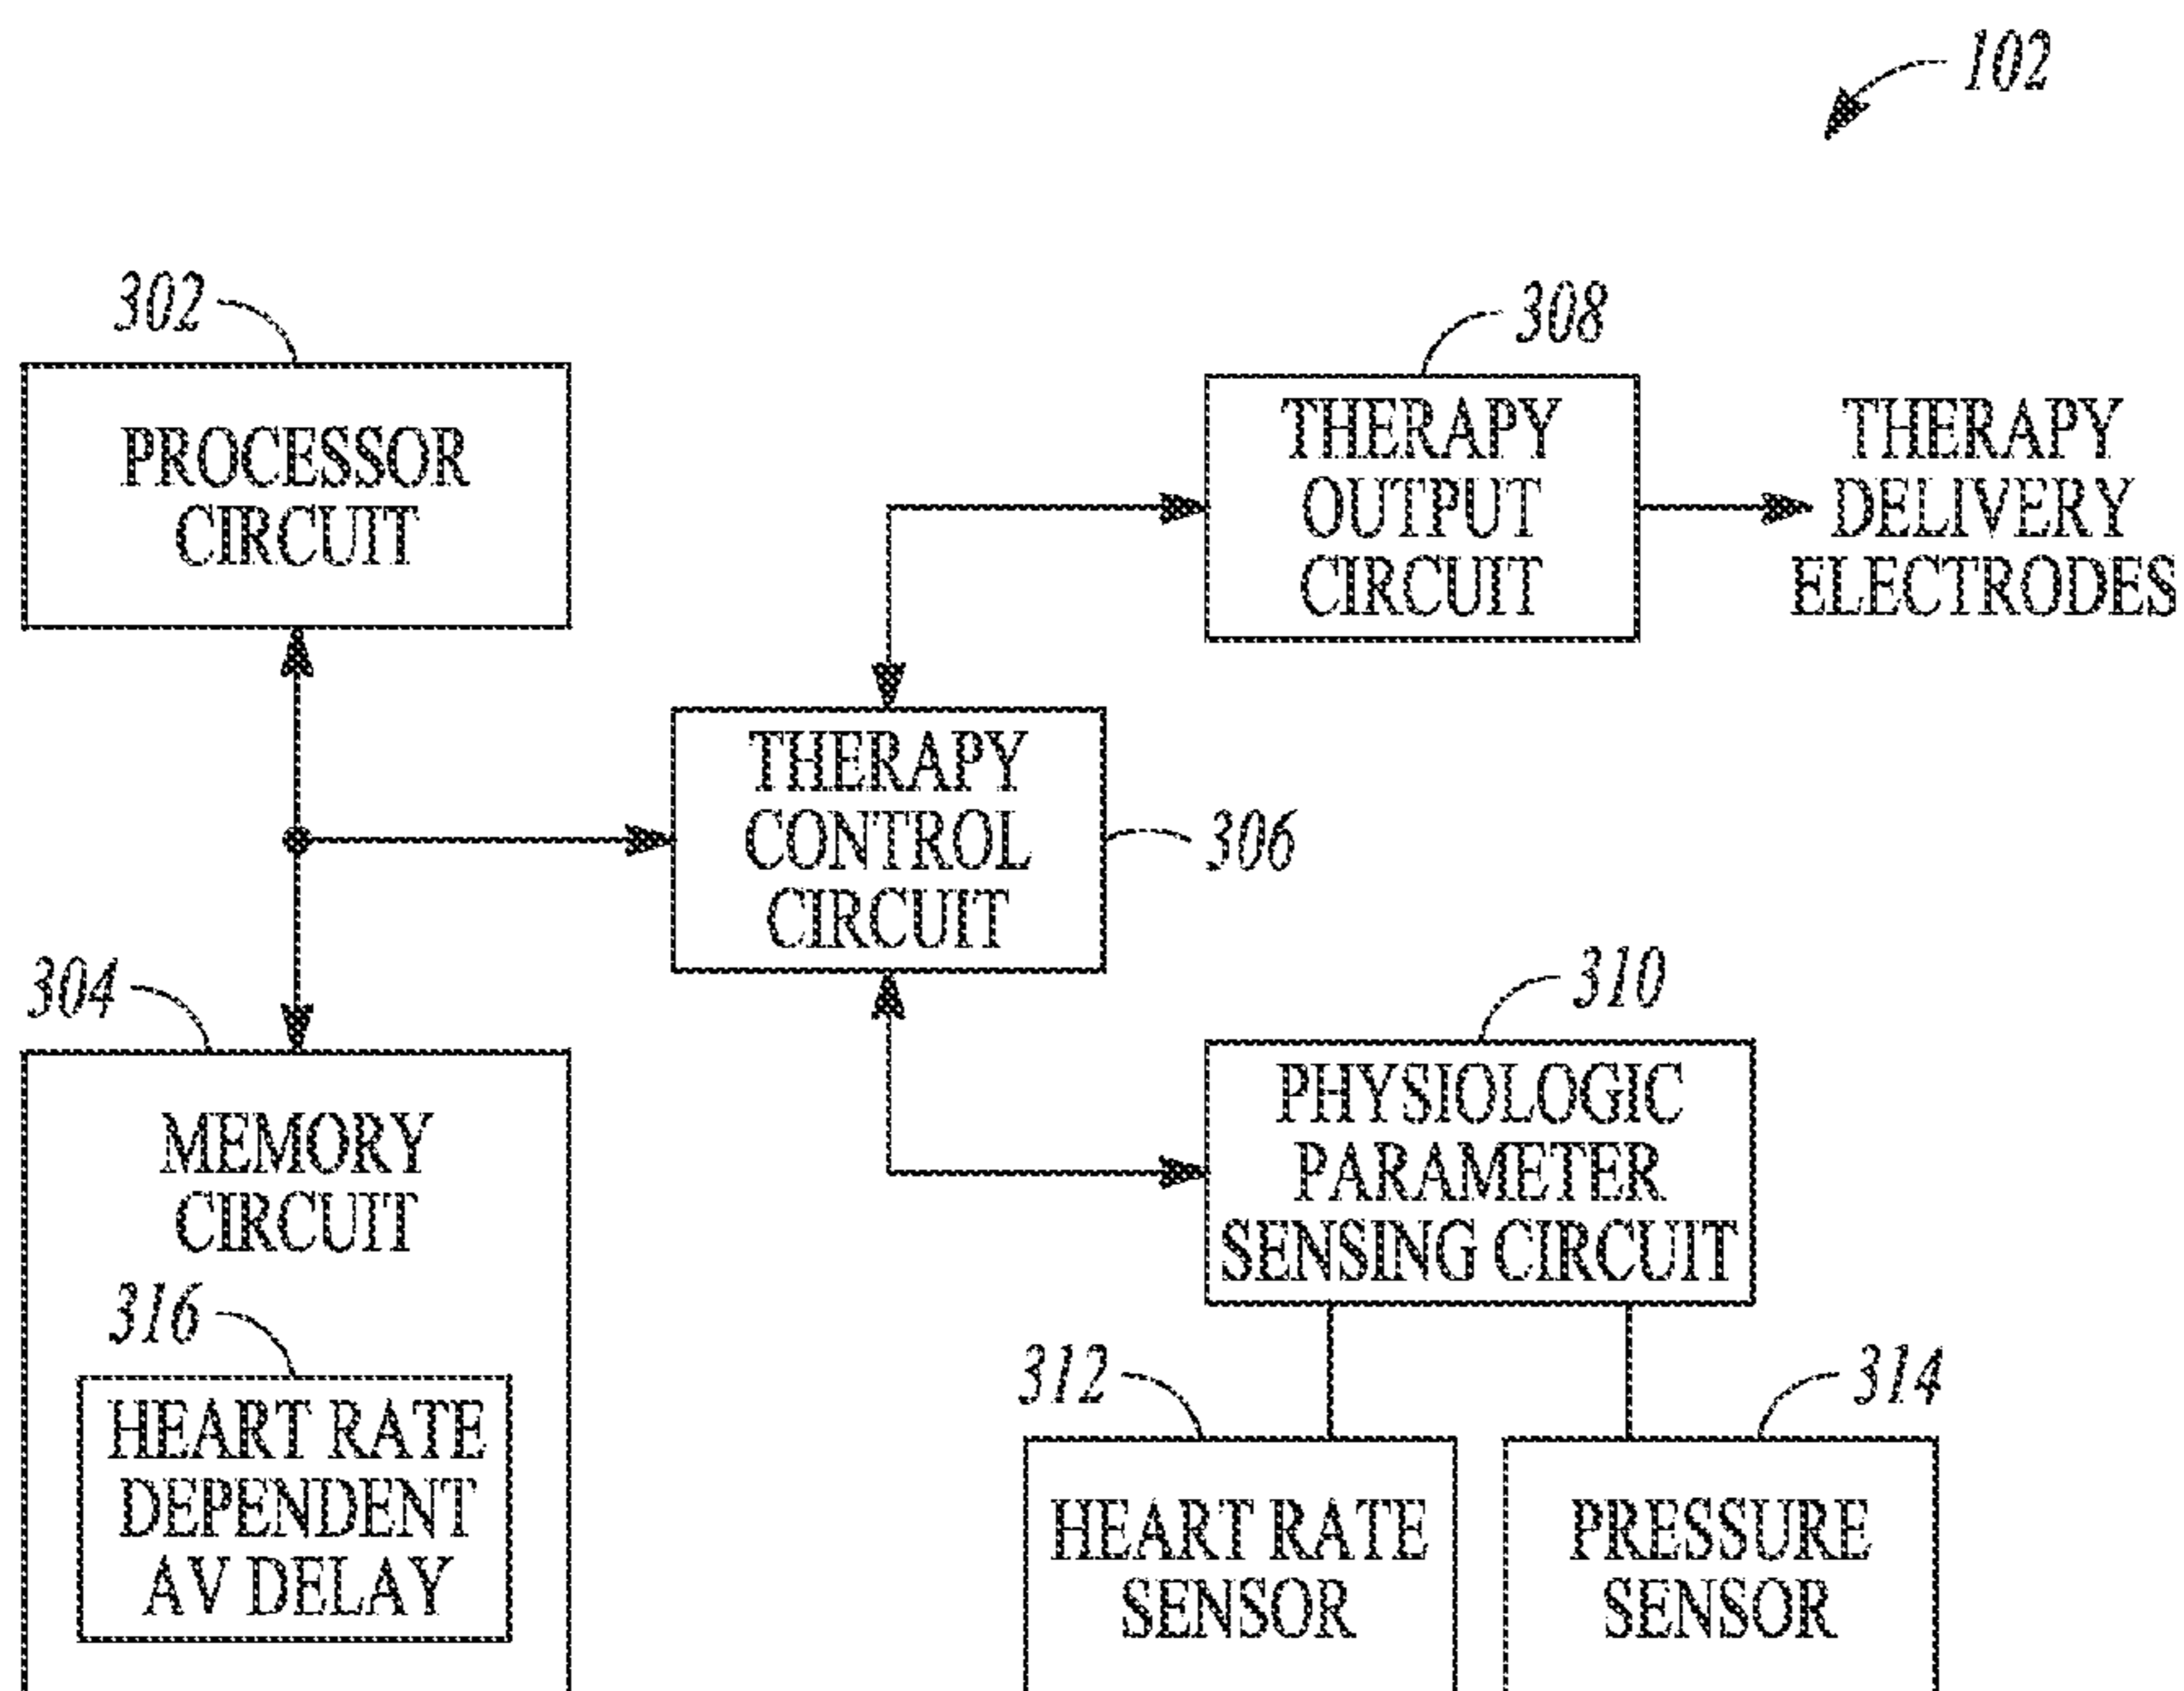 102
302
PROCESSOR
CIRCUIT
308
THERAPY
OUTPUT
CIRCUIT
THERAPY
DELIVERY
ELECTRODES
THERAPY
CONTROL
CIRCUIT
306
304
MEMORY
CIRCUIT
316
HEART RATE
DEPENDENT
AV DELAY
310
PHYSIOLOGIC
PARAMETER
SENSING CIRCUIT
312
HEART RATE
SENSOR
314
PRESSURE
SENSOR